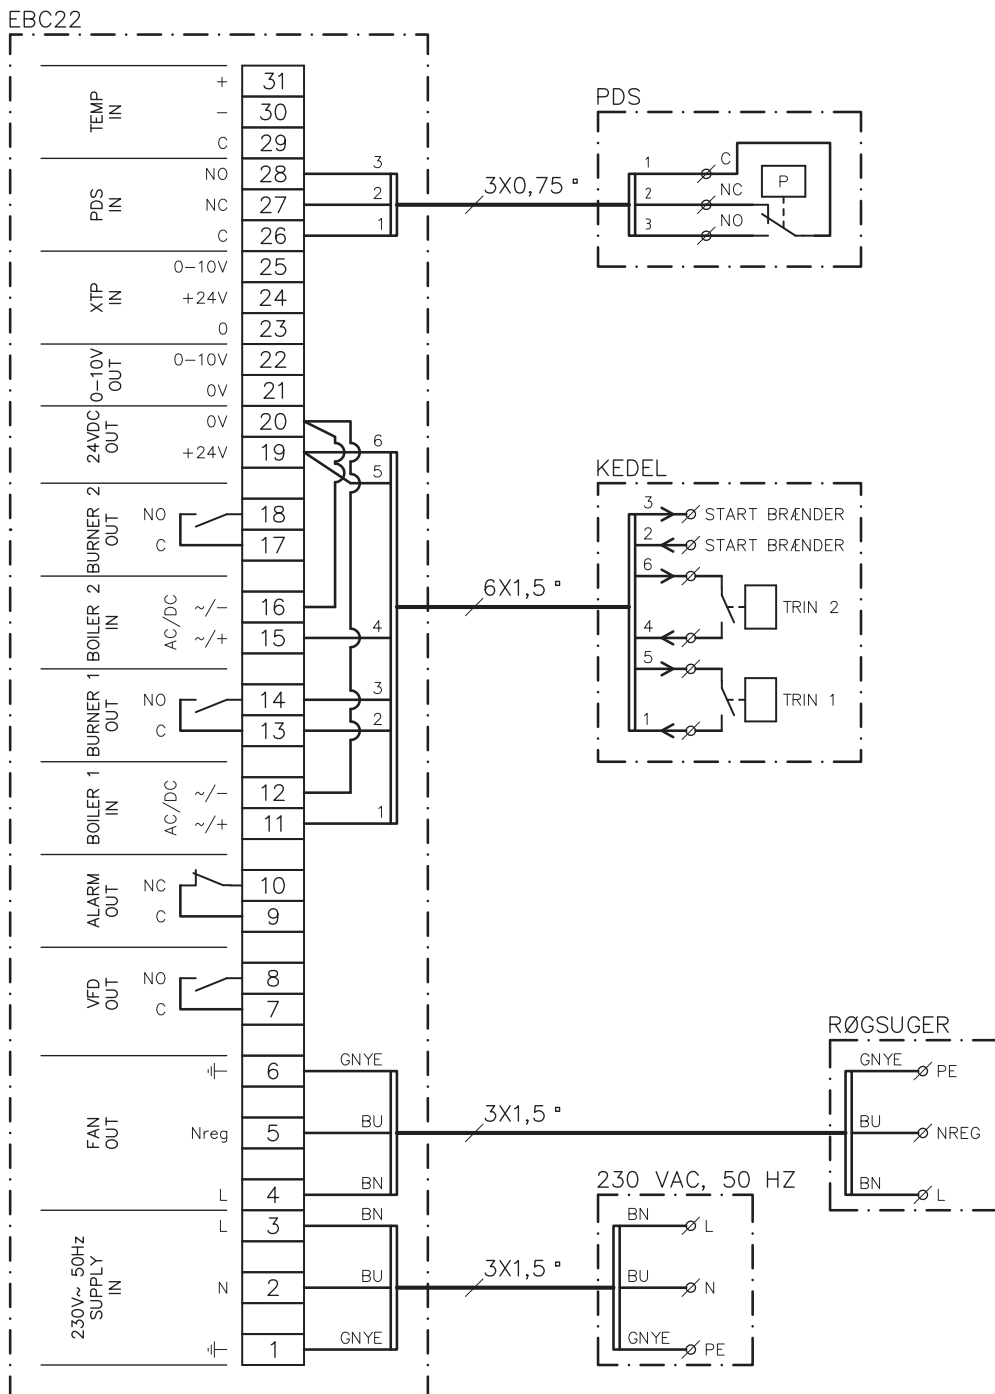 EBC22
TEMP
IN
+ 31
− 30
C 29
PDS
IN
NO 28 3
NC 27 2
C 26 1
XTP
IN
0−10V 25
+24V 24
0 23
0−10V
OUT
0−10V 22
0V 21
24VDC
OUT
0V 20
+24V 19 6
5
BURNER 2
OUT
NO 18
C 17
BOILER 2
IN
AC/DC
~/− 16
~/+ 15 4
BURNER 1
OUT
NO 14 3
C 13 2
BOILER 1
IN
AC/DC
~/− 12
~/+ 11 1
ALARM
OUT
NC 10
C 9
VFD
OUT
NO 8
C 7
FAN
OUT
6 GNYE
Nreg 5 BU
L 4 BN
230V~ 50Hz
SUPPLY
IN
L 3 BN
N 2 BU
1 GNYE
3X0,75 ▫
PDS
1 C
P
2 NC
3 NO
6X1,5 ▫
KEDEL
3 START BRÆNDER
2 START BRÆNDER
6
TRIN 2
4
5
TRIN 1
1
3X1,5 ▫
RØGSUGER
GNYE PE
BU NREG
BN L
3X1,5 ▫
230 VAC, 50 HZ
BN L
BU N
GNYE PE